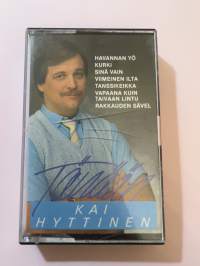 HAVANNAN YÖ
KURKI
SINÄ VAIN
VIIMEINEN ILTA
TANSSIKEIKKA
VAPAANA KUIN
TAIVAAN LINTU
RAKKAUDEN SÄVEL
KAI
HYTTINEN